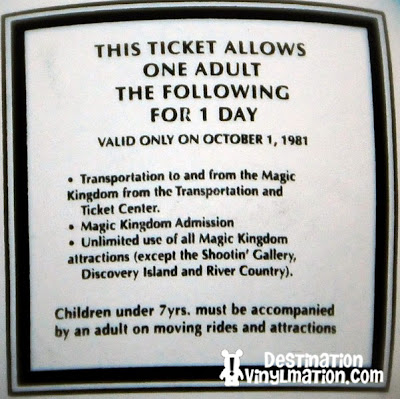 THIS TICKET ALLOWS
ONE ADULT
THE FOLLOWING
FOR 1 DAY
VALID ONLY ON OCTOBER 1, 1981
• Transportation to and from the Magic
Kingdom from the Transportation and
Ticket Center.
• Magic Kingdom Admission
• Unlimited use of all Magic Kingdom
attractions (except the Shootin' Gallery,
Discovery Island and River Country).
Children under 7yrs. must be accompanied
by an adult on moving rides and attractions
DESTINATION
VINYLMATION.COM